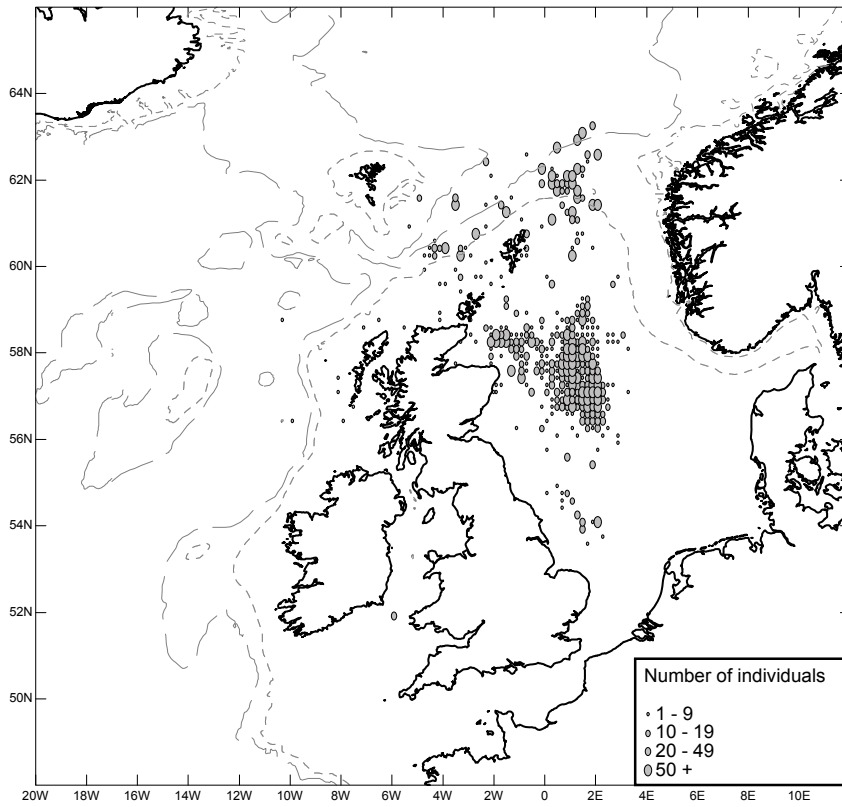 64N
62N
60N
58N
56N
54N
52N
50N
Number of individuals
1 - 9
10 - 19
20 - 49
50 +
20W 18W 16W 14W 12W 10W 8W 6W 4W 2W 0 2E 4E 6E 8E 10E